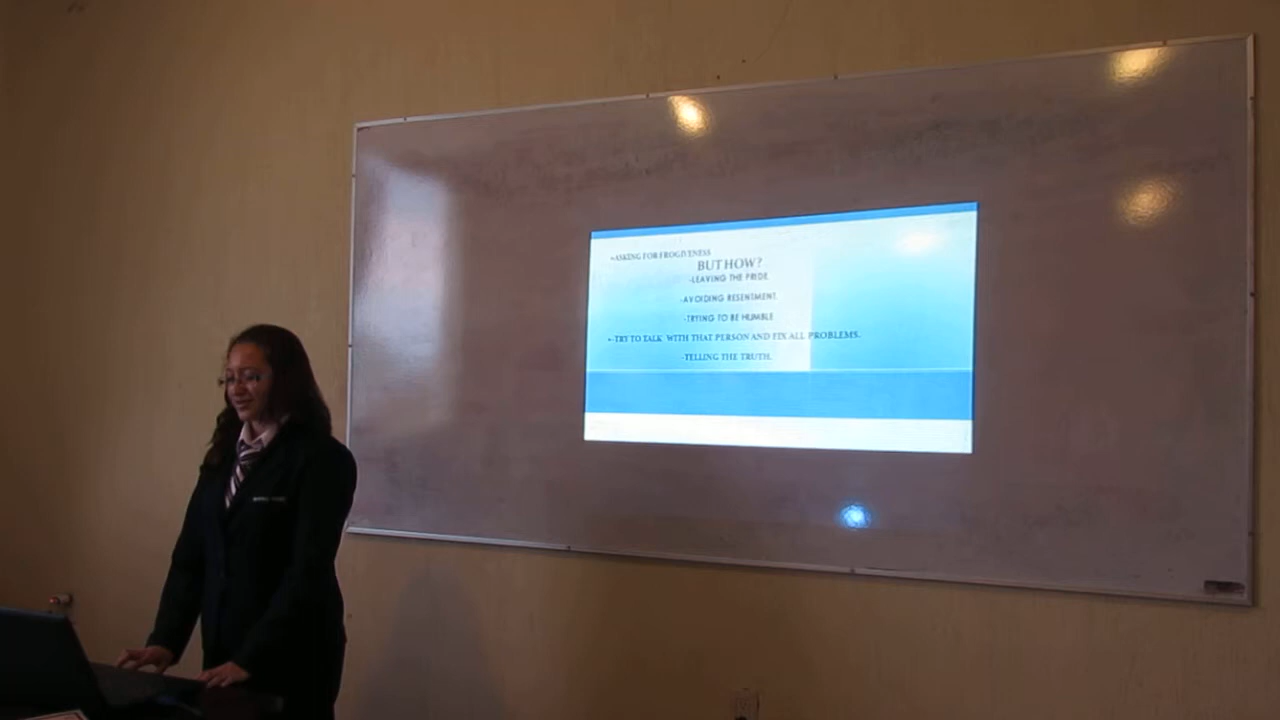 •ASKING FOR FROGIVENESS
BUT HOW?
-LEAVING THE PRIDE.
-AVOIDING RESENTMENT.
-TRYING TO BE HUMBLE
•-TRY TO TALK WITH THAT PERSON AND FIX ALL PROBLEMS.
-TELLING THE TRUTH.